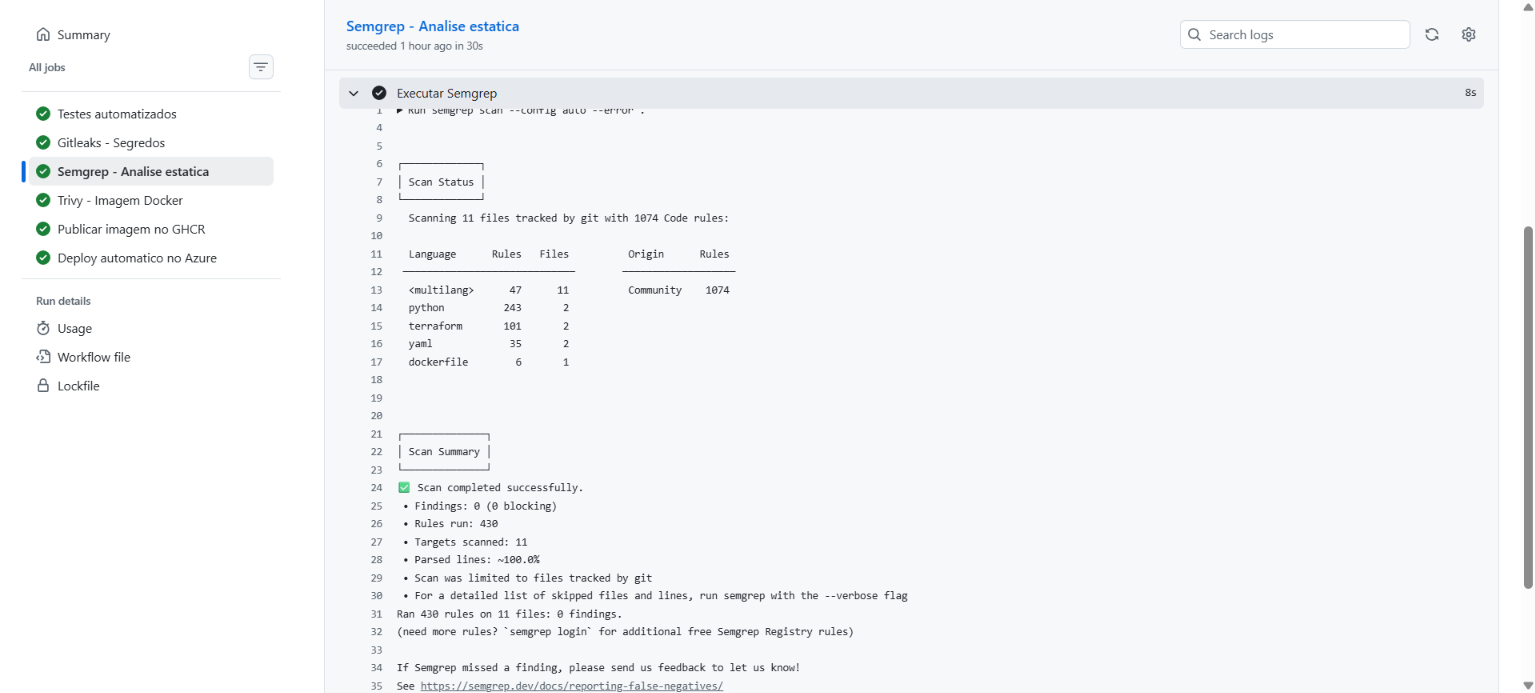 Summary
All jobs
Testes automatizados
Gitleaks - Segredos
Semgrep - Analise estatica
Trivy - Imagem Docker
Publicar imagem no GHCR
Deploy automatico no Azure
Run details
Usage
Workflow file
Lockfile
Semgrep - Analise estatica
succeeded 1 hour ago in 30s
Search logs
Executar Semgrep 8s
1 ▶ Run semgrep scan --config auto --error .
4
5
6
7 │ Scan Status │
8
9 Scanning 11 files tracked by git with 1074 Code rules:
10
11 Language Rules Files Origin Rules
12
13 <multilang> 47 11 Community 1074
14 python 243 2
15 terraform 101 2
16 yaml 35 2
17 dockerfile 6 1
18
19
20
21
22 │ Scan Summary │
23
24 ✅ Scan completed successfully.
25 • Findings: 0 (0 blocking)
26 • Rules run: 430
27 • Targets scanned: 11
28 • Parsed lines: ~100.0%
29 • Scan was limited to files tracked by git
30 • For a detailed list of skipped files and lines, run semgrep with the --verbose flag
31 Ran 430 rules on 11 files: 0 findings.
32 (need more rules? `semgrep login` for additional free Semgrep Registry rules)
33
34 If Semgrep missed a finding, please send us feedback to let us know!
35 See https://semgrep.dev/docs/reporting-false-negatives/